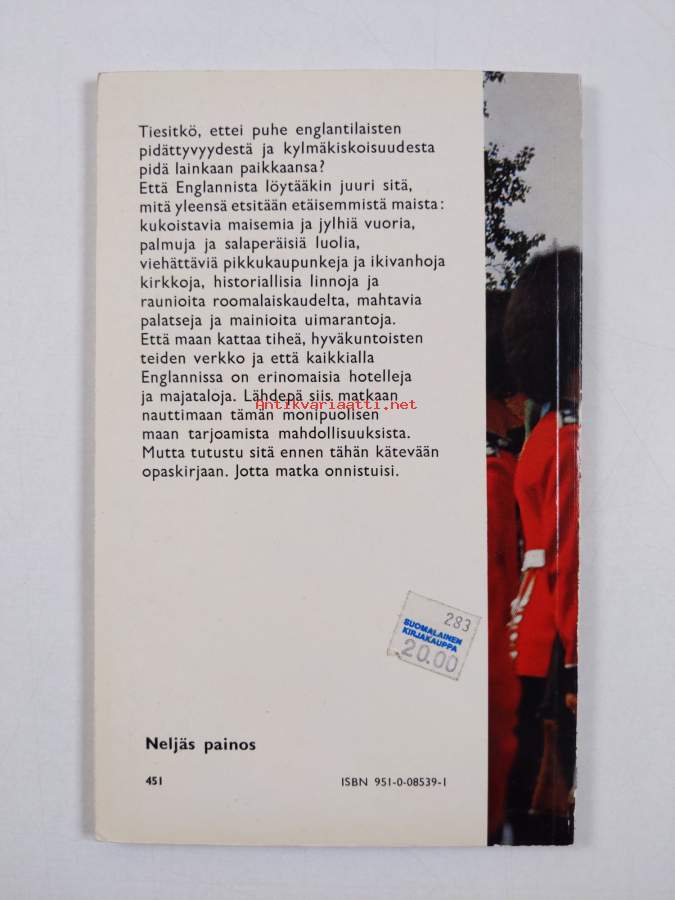 Tiesitkö, ettei puhe englantilaisten
pidättyvyydestä ja kylmäkiskoisuudesta
pidä lainkaan paikkaansa?
Että Englannista löytääkin juuri sitä,
mitä yleensä etsitään etäisemmistä maista:
kukoistavia maisemia ja jylhiä vuoria,
palmuja ja salaperäisiä luolia,
viehättäviä pikkukaupunkeja ja ikivanhoja
kirkkoja, historiallisia linnoja ja
raunioita roomalaiskaudelta, mahtavia
palatseja ja mainioita uimarantoja.
Että maan kattaa tiheä, hyväkuntoisten
teiden verkko ja että kaikkialla
Englannissa on erinomaisia hotelleja
ja majataloja. Lähdepä siis matkaan
Antikvariaatti.net
nauttimaan tämän monipuolisen
maan tarjoamista mahdollisuuksista.
Mutta tutustu sitä ennen tähän kätevään
opaskirjaan. Jotta matka onnistuisi.
283
SUOMALAINEN
KIRJAKAUPPA
20.00
Neljäs painos
451 ISBN 951-0-08539-1